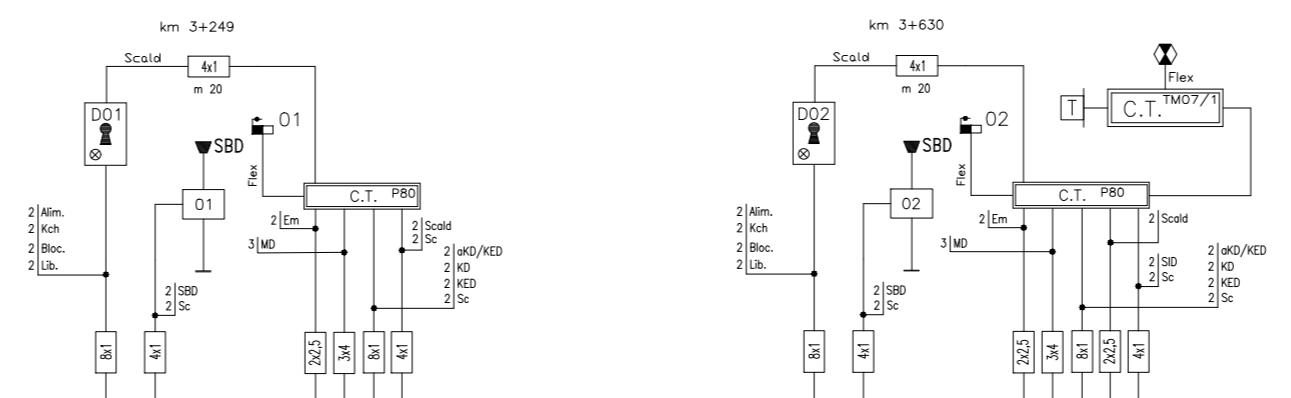 km 3+249
Scald
4x1
m 20
D01
01
SBD
Flex
C.T. P80
01
2 Alim.
2 Kch
2 Bloc.
2 Lib.
2 Em
3 MD
2 Scald
2 Sc
2 aKD/KED
2 KD
2 KED
2 Sc
2 SBD
2 Sc
8x1
4x1
2x2,5
3x4
8x1
4x1
km 3+630
Scald
4x1
m 20
Flex
T
C.T. TM07/1
D02
02
SBD
Flex
C.T. P80
02
2 Alim.
2 Kch
2 Bloc.
2 Lib.
2 Em
3 MD
2 Scald
2 SID
2 Sc
2 aKD/KED
2 KD
2 KED
2 Sc
2 SBD
2 Sc
8x1
4x1
2x2,5
3x4
8x1
2x2,5
4x1